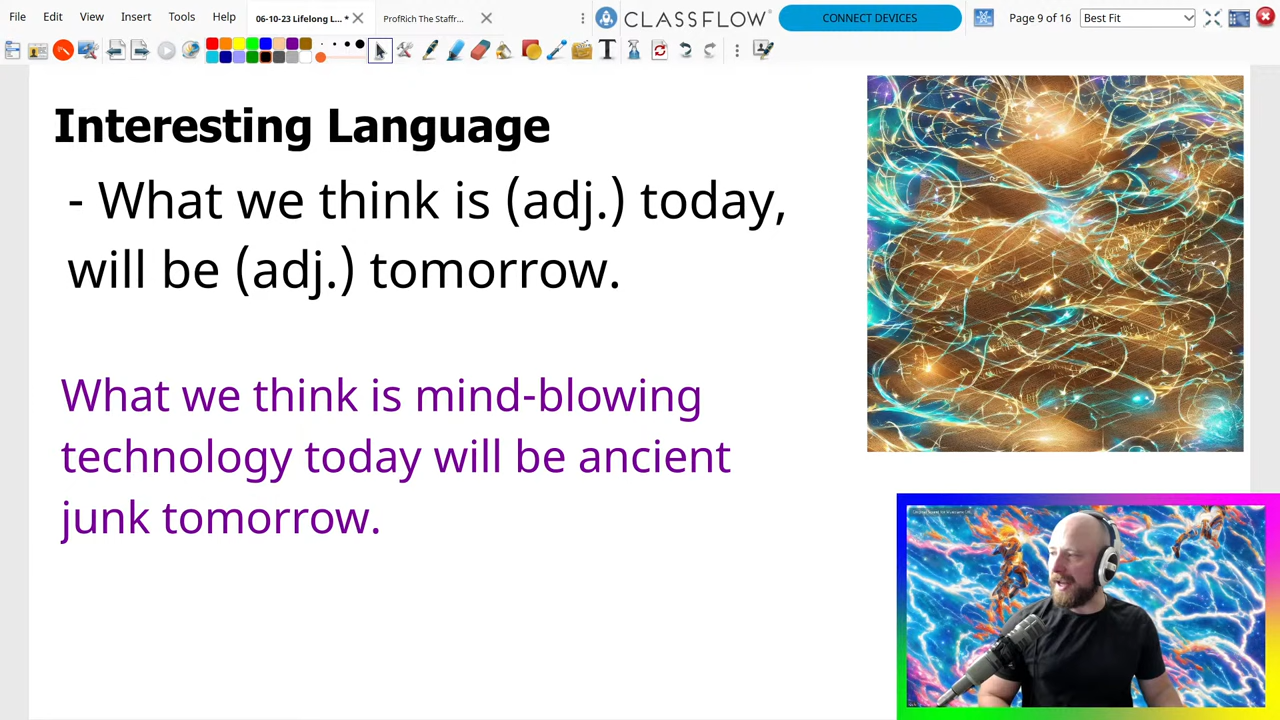 File Edit View Insert Tools Help 06-10-23 Lifelong L... * ProfRich The Staffr... CLASSFLOW CONNECT DEVICES Page 9 of 16 Best Fit
Interesting Language
- What we think is (adj.) today,
will be (adj.) tomorrow.
What we think is mind-blowing
technology today will be ancient
junk tomorrow.